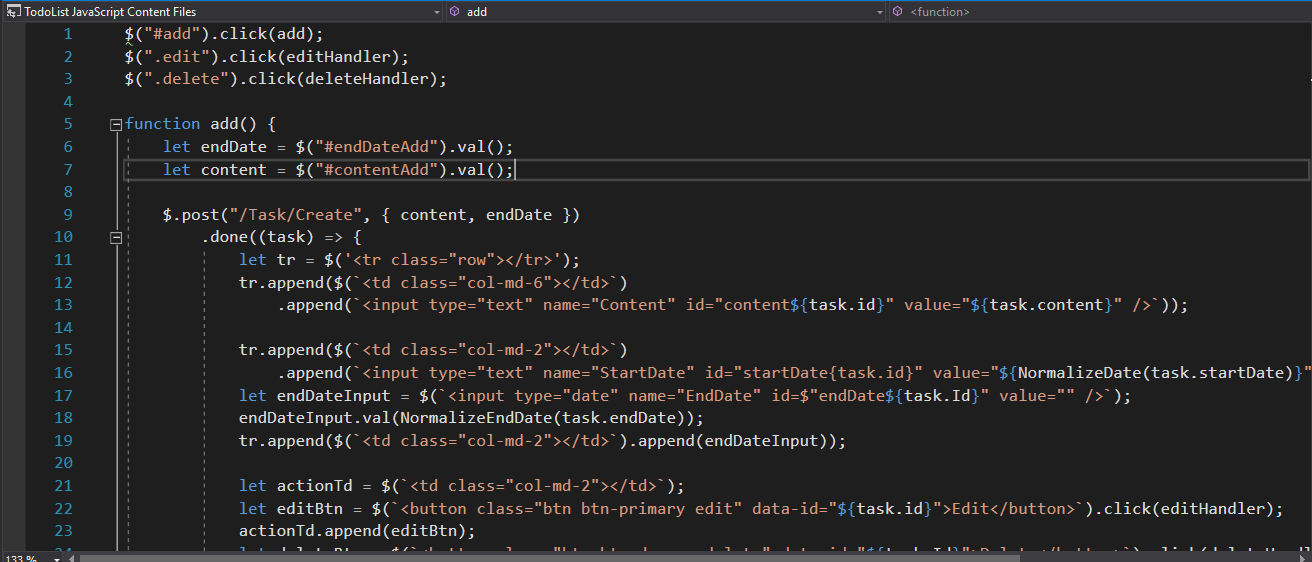 TodoList JavaScript Content Files add <function>
1 $("#add").click(add);
2 $(".edit").click(editHandler);
3 $(".delete").click(deleteHandler);
4
5 function add() {
6 let endDate = $("#endDateAdd").val();
7 let content = $("#contentAdd").val();
8
9 $.post("/Task/Create", { content, endDate })
10 .done((task) => {
11 let tr = $('<tr class="row"></tr>');
12 tr.append($(`<td class="col-md-6"></td>`)
13 .append(`<input type="text" name="Content" id="content${task.id}" value="${task.content}" />`));
14
15 tr.append($(`<td class="col-md-2"></td>`)
16 .append(`<input type="text" name="StartDate" id="startDate{task.id}" value="${NormalizeDate(task.startDate)}"
17 let endDateInput = $(`<input type="date" name="EndDate" id=$"endDate${task.Id}" value="" />`);
18 endDateInput.val(NormalizeEndDate(task.endDate));
19 tr.append($(`<td class="col-md-2"></td>`).append(endDateInput));
20
21 let actionTd = $(`<td class="col-md-2"></td>`);
22 let editBtn = $(`<button class="btn btn-primary edit" data-id="${task.id}">Edit</button>`).click(editHandler);
23 actionTd.append(editBtn);
133 %